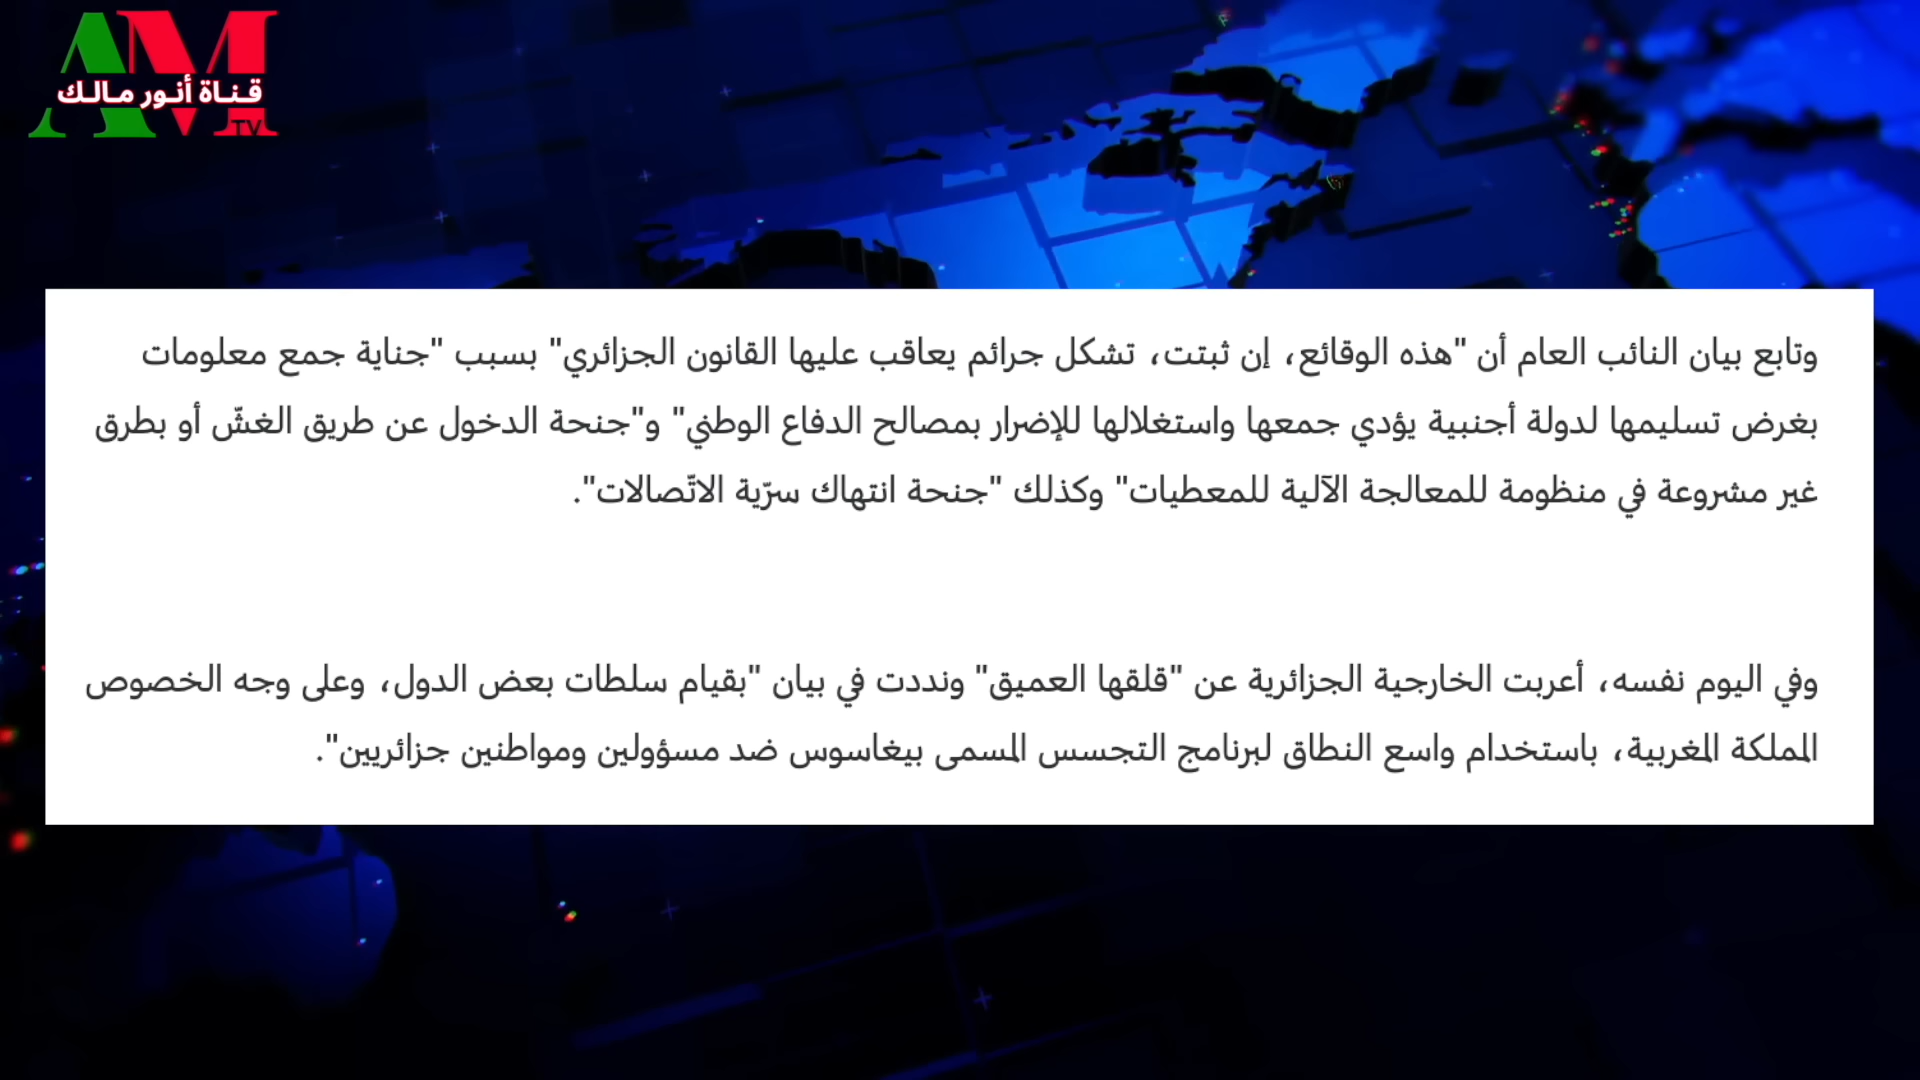 AM
قناة أنور مالك
TV
وتابع بيان النائب العام أن "هذه الوقائع، إن ثبتت، تشكل جرائم يعاقب عليها القانون الجزائري" بسبب "جناية جمع معلومات
بغرض تسليمها لدولة أجنبية يؤدي جمعها واستغلالها للإضرار بمصالح الدفاع الوطني" و"جنحة الدخول عن طريق الغشّ أو بطرق
غير مشروعة في منظومة للمعالجة الآلية للمعطيات" وكذلك "جنحة انتهاك سرّية الاتّصالات".
وفي اليوم نفسه، أعربت الخارجية الجزائرية عن "قلقها العميق" ونددت في بيان "بقيام سلطات بعض الدول، وعلى وجه الخصوص
المملكة المغربية، باستخدام واسع النطاق لبرنامج التجسس المسمى بيغاسوس ضد مسؤولين ومواطنين جزائريين".